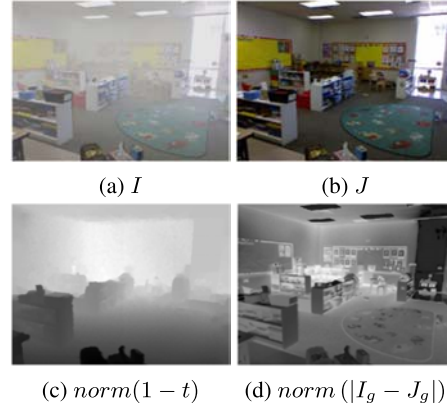 (a) I
(b) J
(c) norm(1 − t)
(d) norm (|I_g − J_g|)